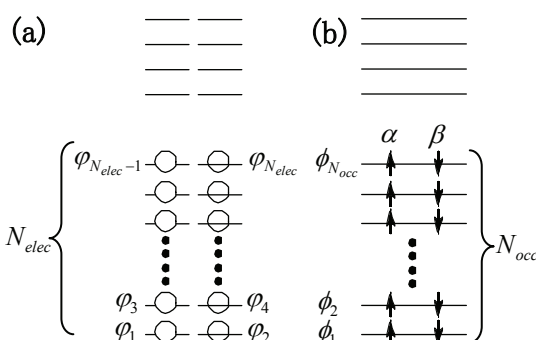 (a)
(b)
α β
φ_{N_{elec}-1} φ_{N_{elec}} ϕ_{N_{occ}}
N_{elec} N_{occ}
φ_3 φ_4 ϕ_2
φ_1 φ_2 ϕ_1